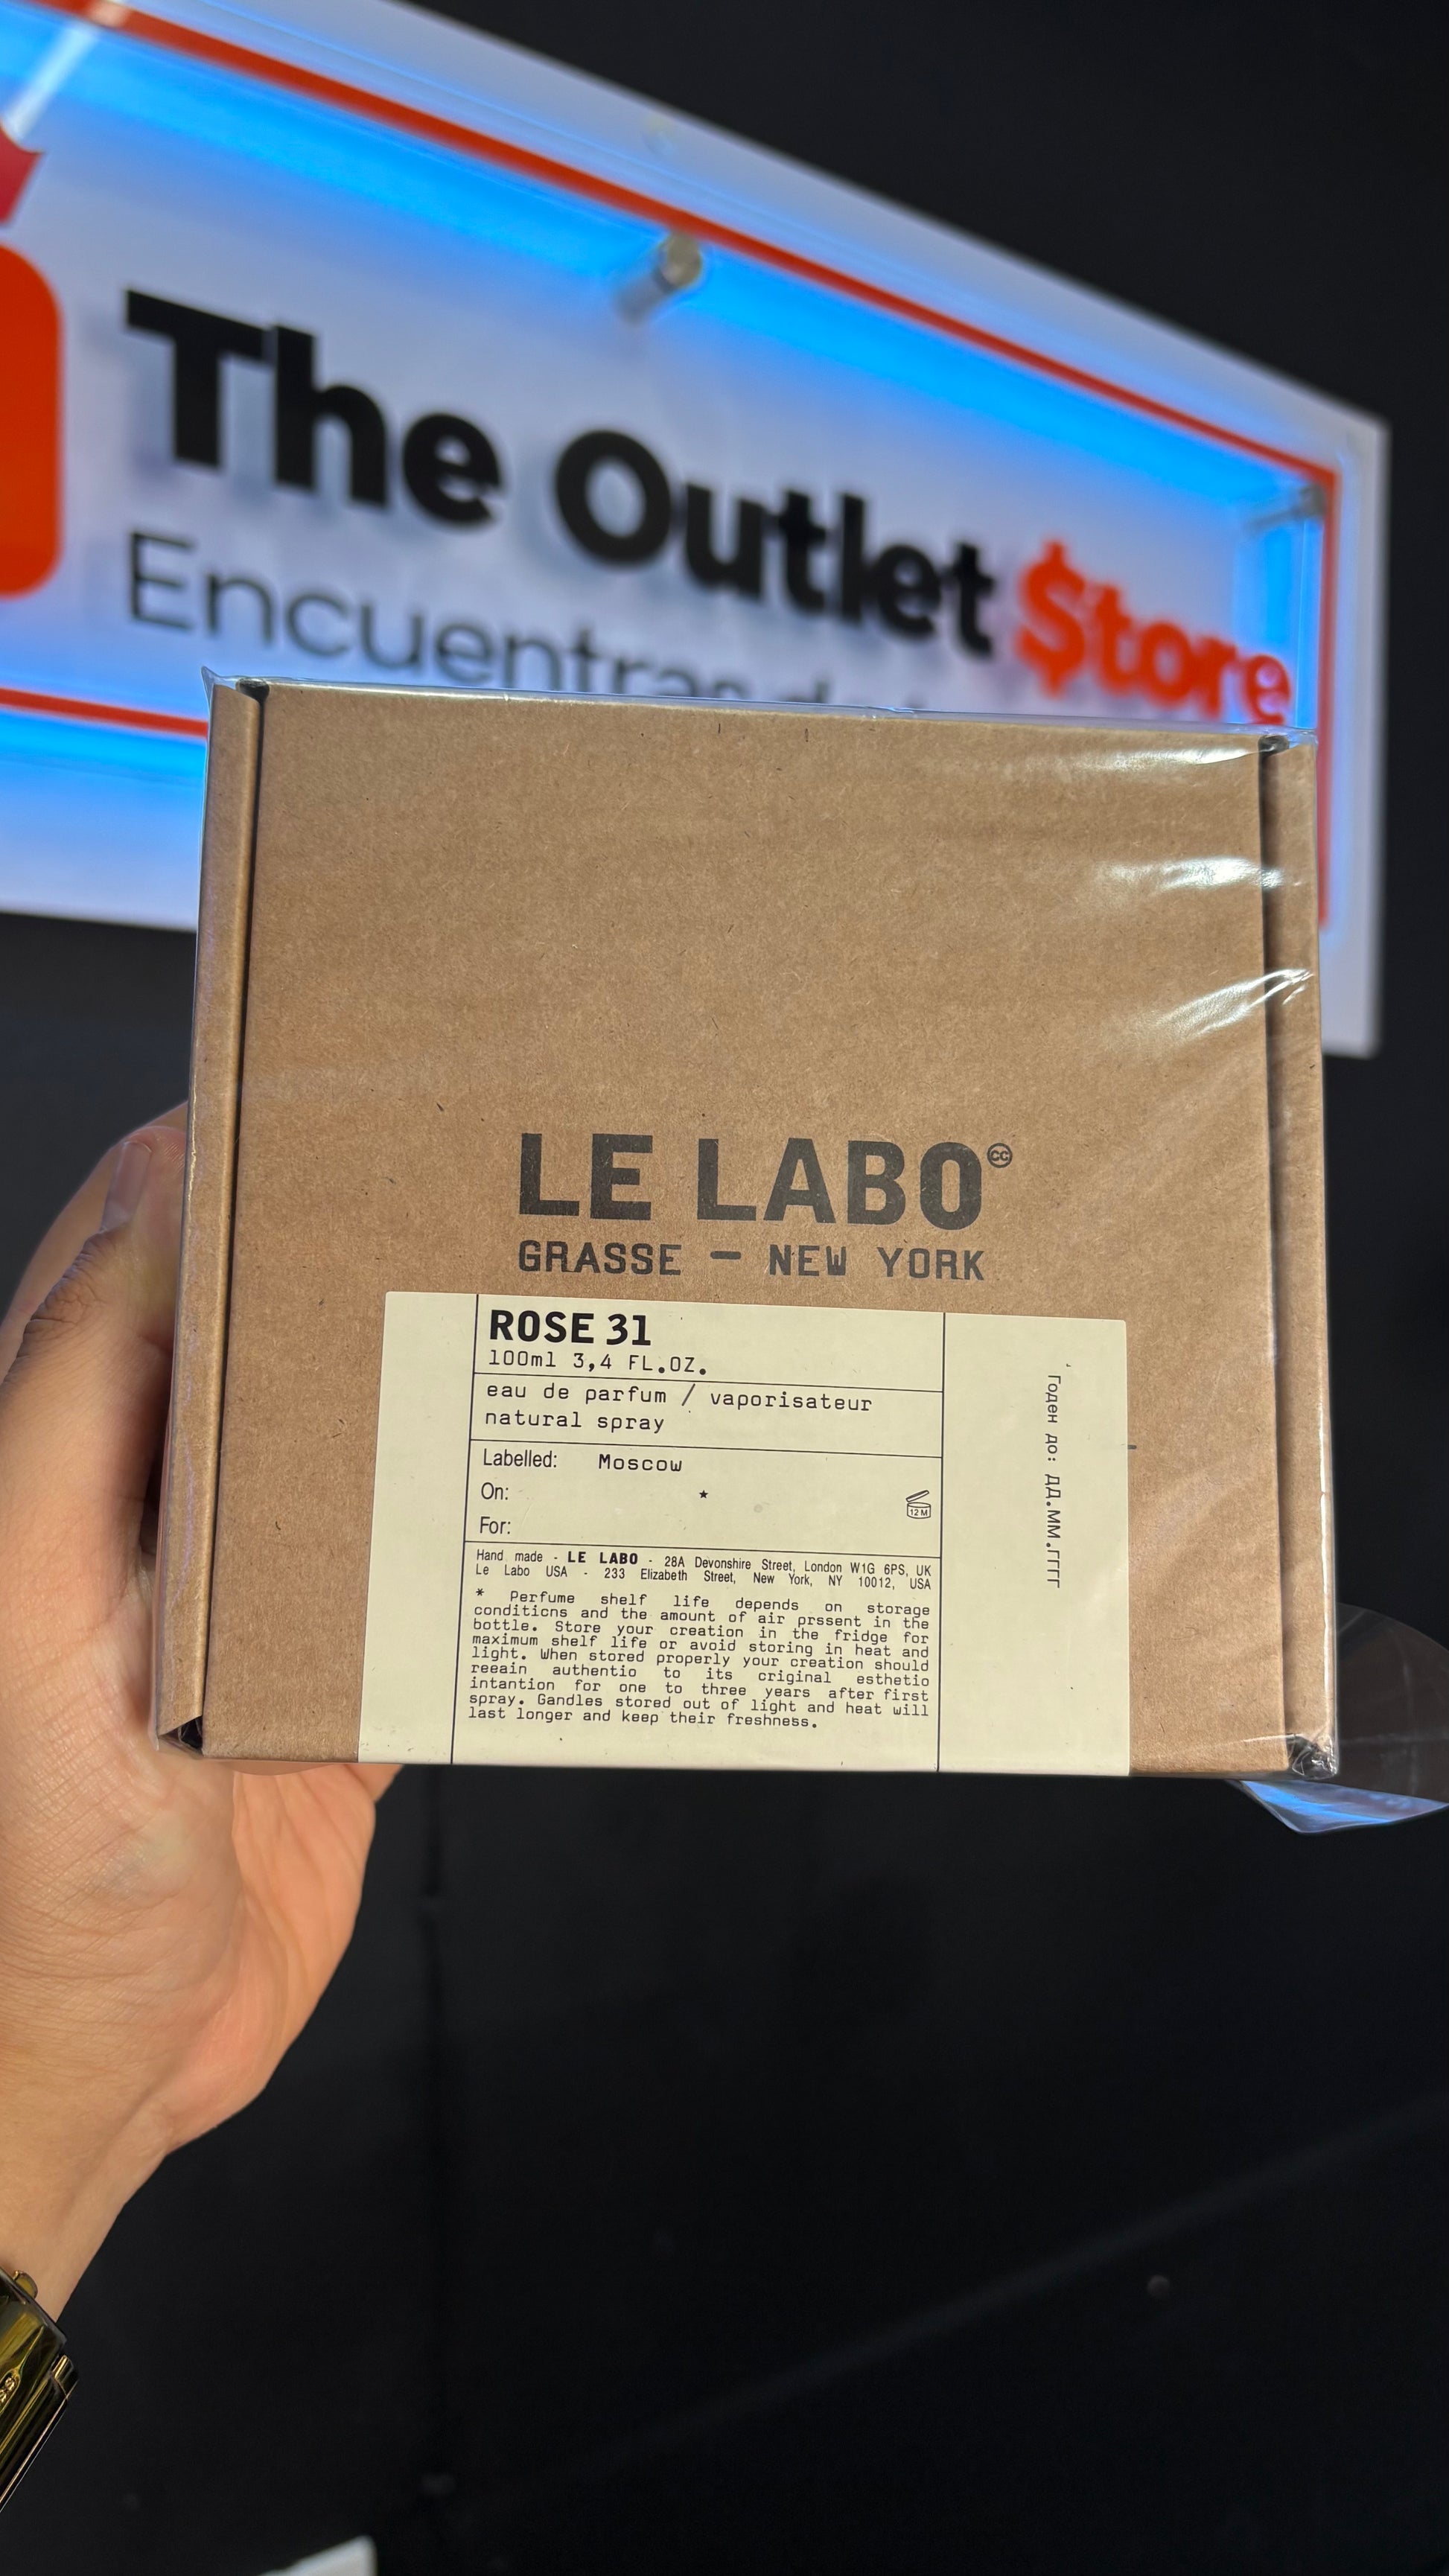 The Outlet $tore
Encuentras
LE LABO
GRASSE — NEW YORK
ROSE 31
100ml 3,4 FL.OZ.
eau de parfum / vaporisateur
natural spray
Labelled: Moscow
On: ★
For:
12 M
Hand made - LE LABO - 28A Devonshire Street, London W1G 6PS, UK
Le Labo USA - 233 Elizabeth Street, New York, NY 10012, USA
* Perfume shelf life depends on storage
conditicns and the amount of air prssent in the
bottle. Store your creation in the fridge for
maximum shelf life or avoid storing in heat and
light. When stored properly your creation should
reeain authentio to its criginal esthetio
intantion for one to three years after first
spray. Gandles stored out of light and heat will
last longer and keep their freshness.
Годен до: ДД.ММ.ГГГГ